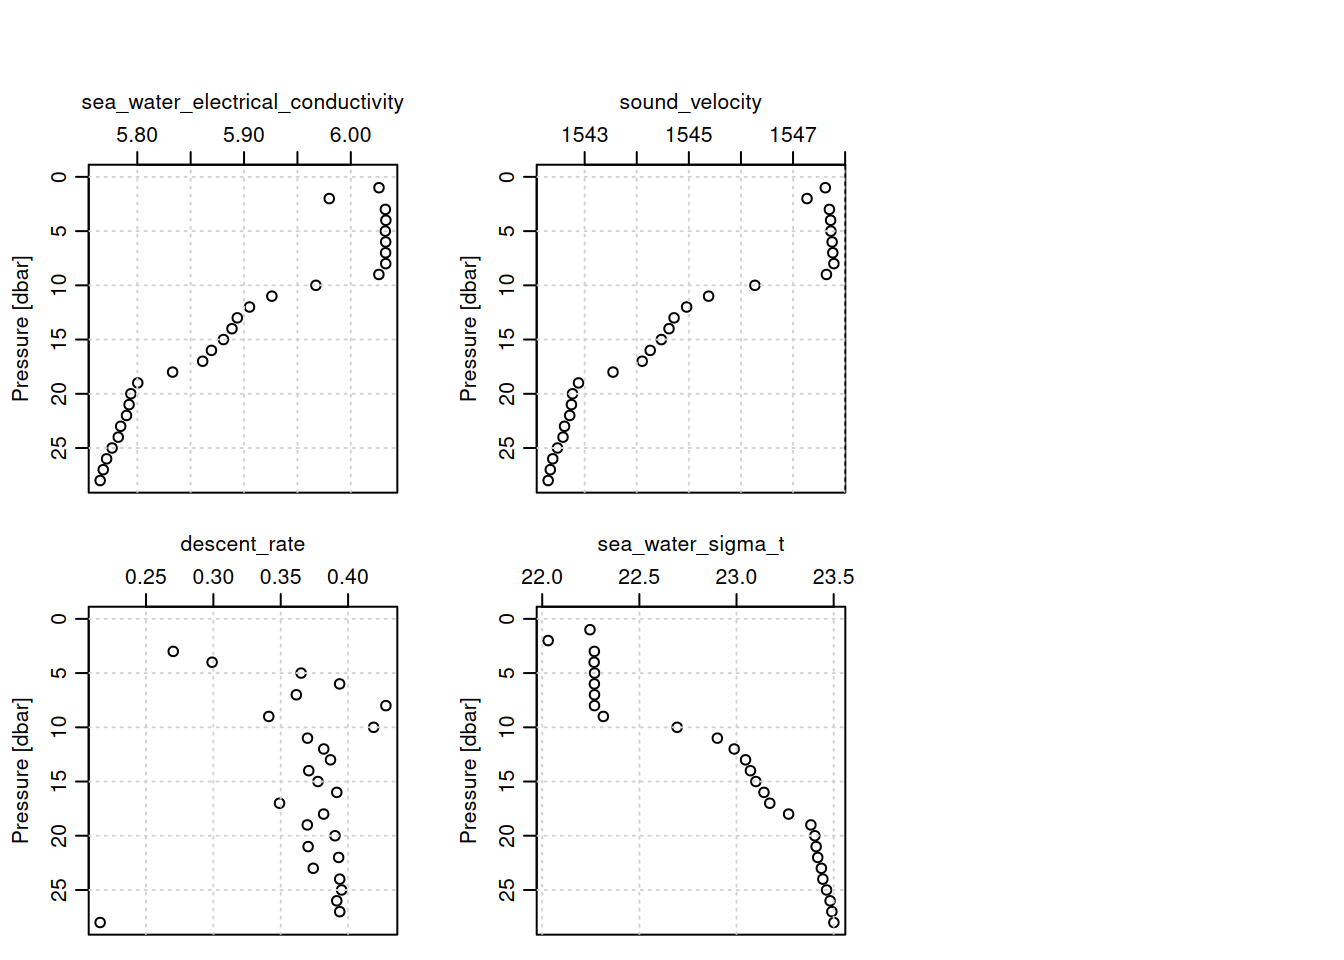 sea_water_electrical_conductivity
5.80 5.90 6.00
Pressure [dbar]
0
5
10
15
20
25
sound_velocity
1543 1545 1547
Pressure [dbar]
0
5
10
15
20
25
descent_rate
0.25 0.30 0.35 0.40
Pressure [dbar]
0
5
10
15
20
25
sea_water_sigma_t
22.0 22.5 23.0 23.5
Pressure [dbar]
0
5
10
15
20
25